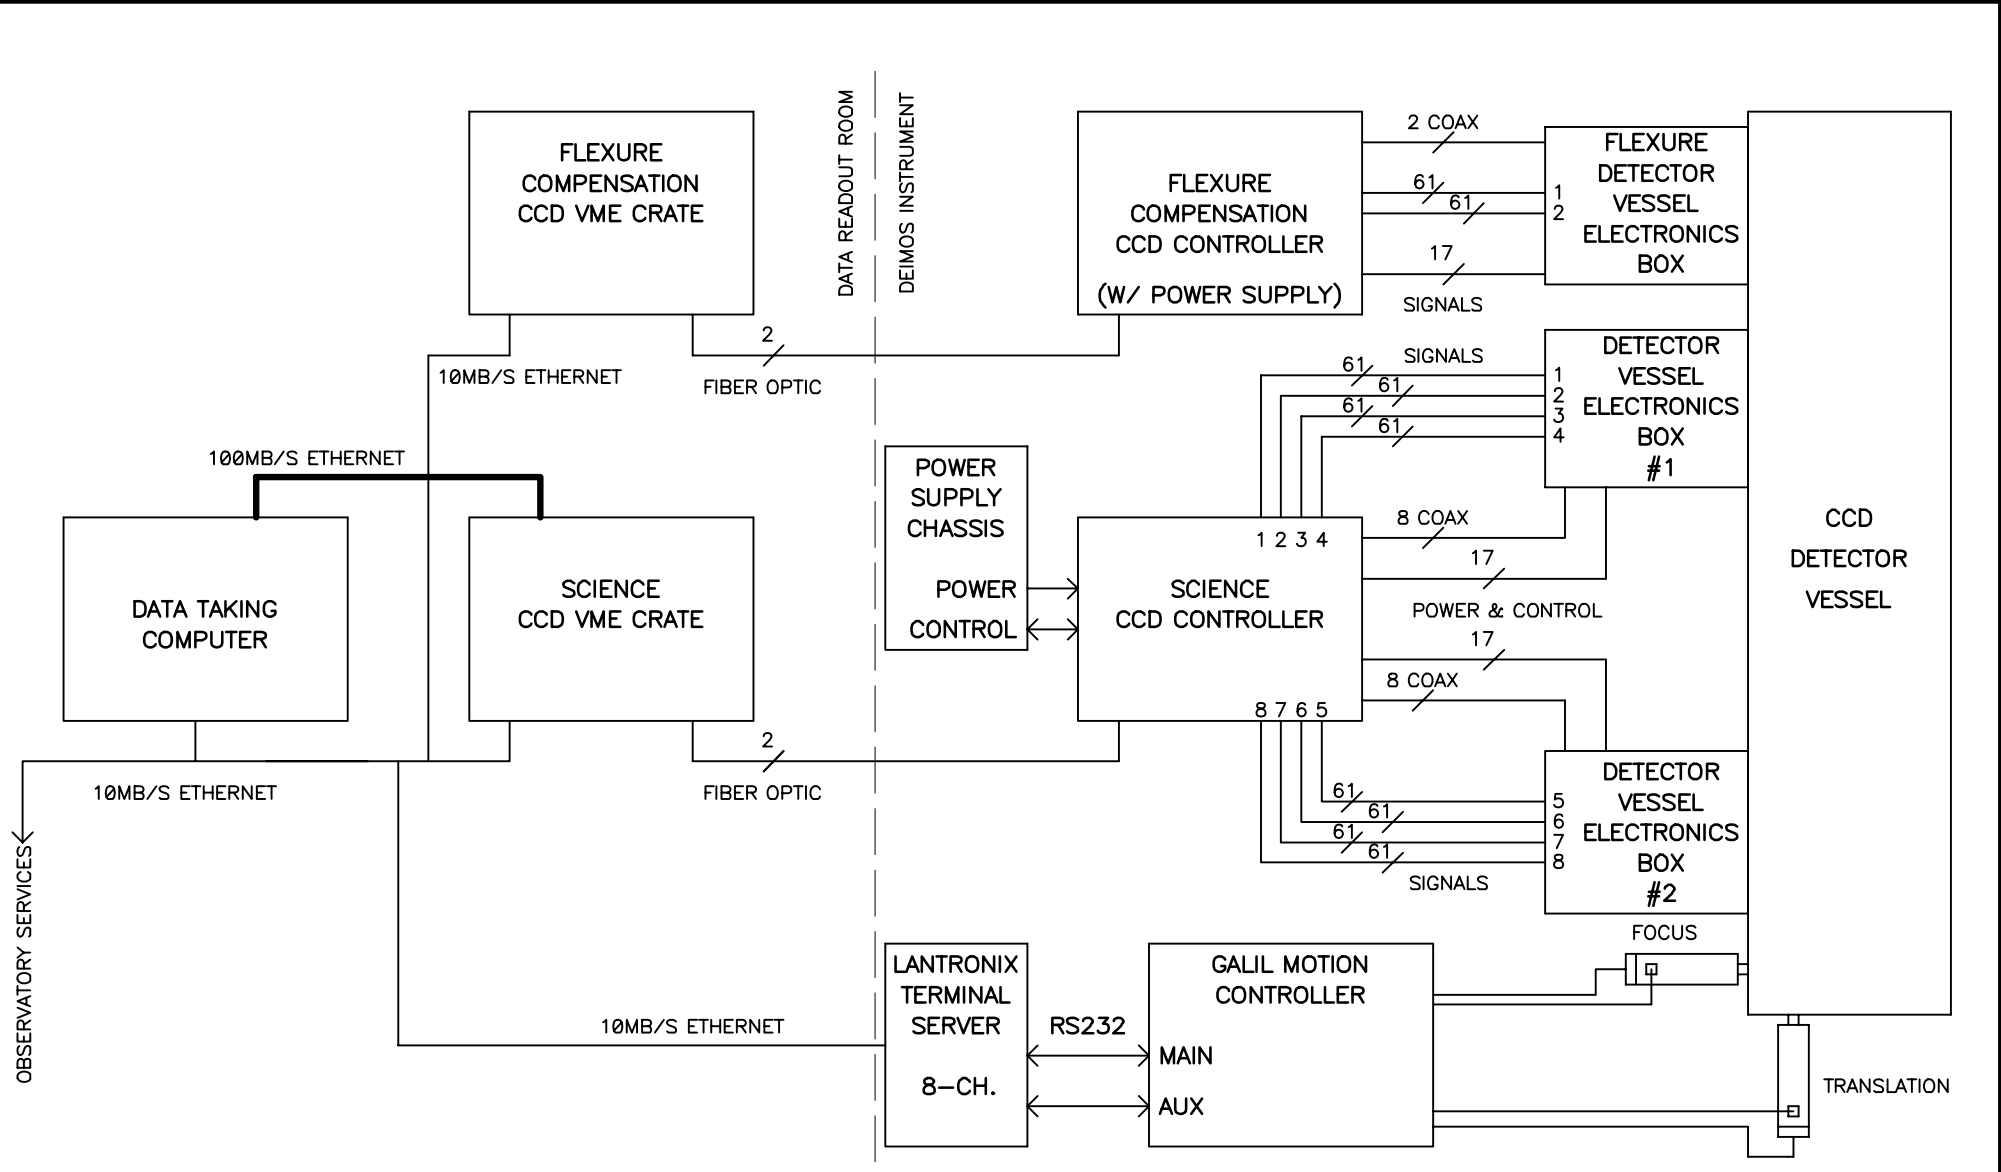 DATA READOUT ROOM
DEIMOS INSTRUMENT
FLEXURE
COMPENSATION
CCD VME CRATE
10MB/S ETHERNET
2
FIBER OPTIC
FLEXURE
COMPENSATION
CCD CONTROLLER
(W/ POWER SUPPLY)
2 COAX
61
61
17
SIGNALS
1
2
FLEXURE
DETECTOR
VESSEL
ELECTRONICS
BOX
SIGNALS
61
61
61
61
1
2
3
4
DETECTOR
VESSEL
ELECTRONICS
BOX
#1
CCD
DETECTOR
VESSEL
100MB/S ETHERNET
DATA TAKING
COMPUTER
SCIENCE
CCD VME CRATE
10MB/S ETHERNET
2
FIBER OPTIC
OBSERVATORY SERVICES
POWER
SUPPLY
CHASSIS
POWER
CONTROL
1 2 3 4
SCIENCE
CCD CONTROLLER
8 7 6 5
8 COAX
17
POWER & CONTROL
17
8 COAX
61
61
61
61
SIGNALS
5
6
7
8
DETECTOR
VESSEL
ELECTRONICS
BOX
#2
FOCUS
10MB/S ETHERNET
LANTRONIX
TERMINAL
SERVER
8-CH.
RS232
GALIL MOTION
CONTROLLER
MAIN
AUX
TRANSLATION